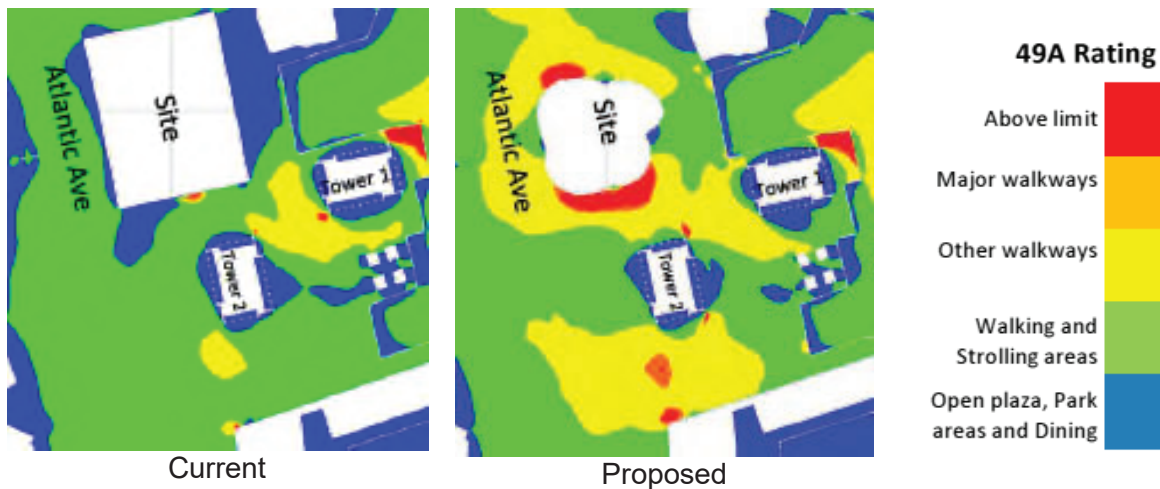 Atlantic Ave
Site
Tower 1
Tower 2
Current
Atlantic Ave
Site
Tower 1
Tower 2
Proposed
49A Rating
Above limit
Major walkways
Other walkways
Walking and
Strolling areas
Open plaza, Park
areas and Dining